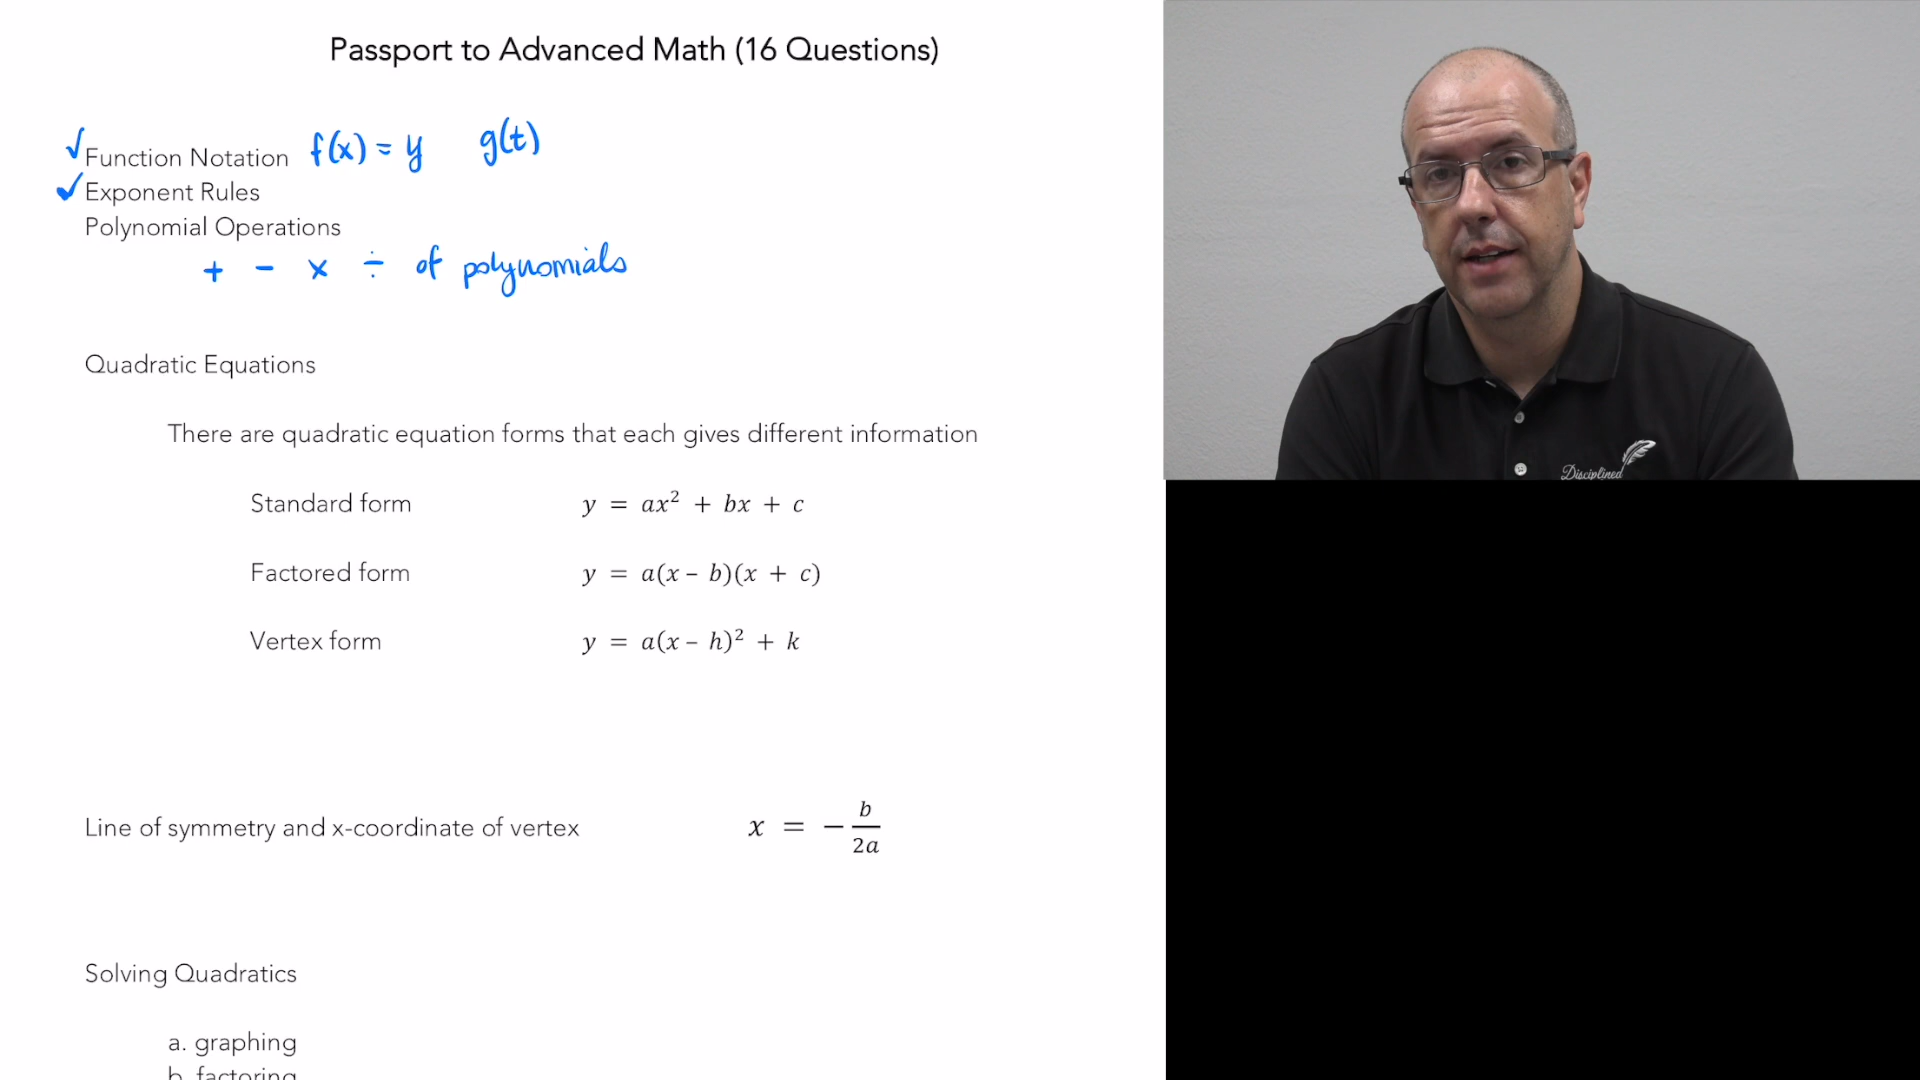 Passport to Advanced Math (16 Questions)
✓Function Notation f(x) = y g(t)
✓Exponent Rules
Polynomial Operations
+ − × ÷ of polynomials
Quadratic Equations
There are quadratic equation forms that each gives different information
Standard form y = ax² + bx + c
Factored form y = a(x – b)(x + c)
Vertex form y = a(x – h)² + k
Line of symmetry and x-coordinate of vertex x = −b/2a
Solving Quadratics
a. graphing
b. factoring
Disciplined